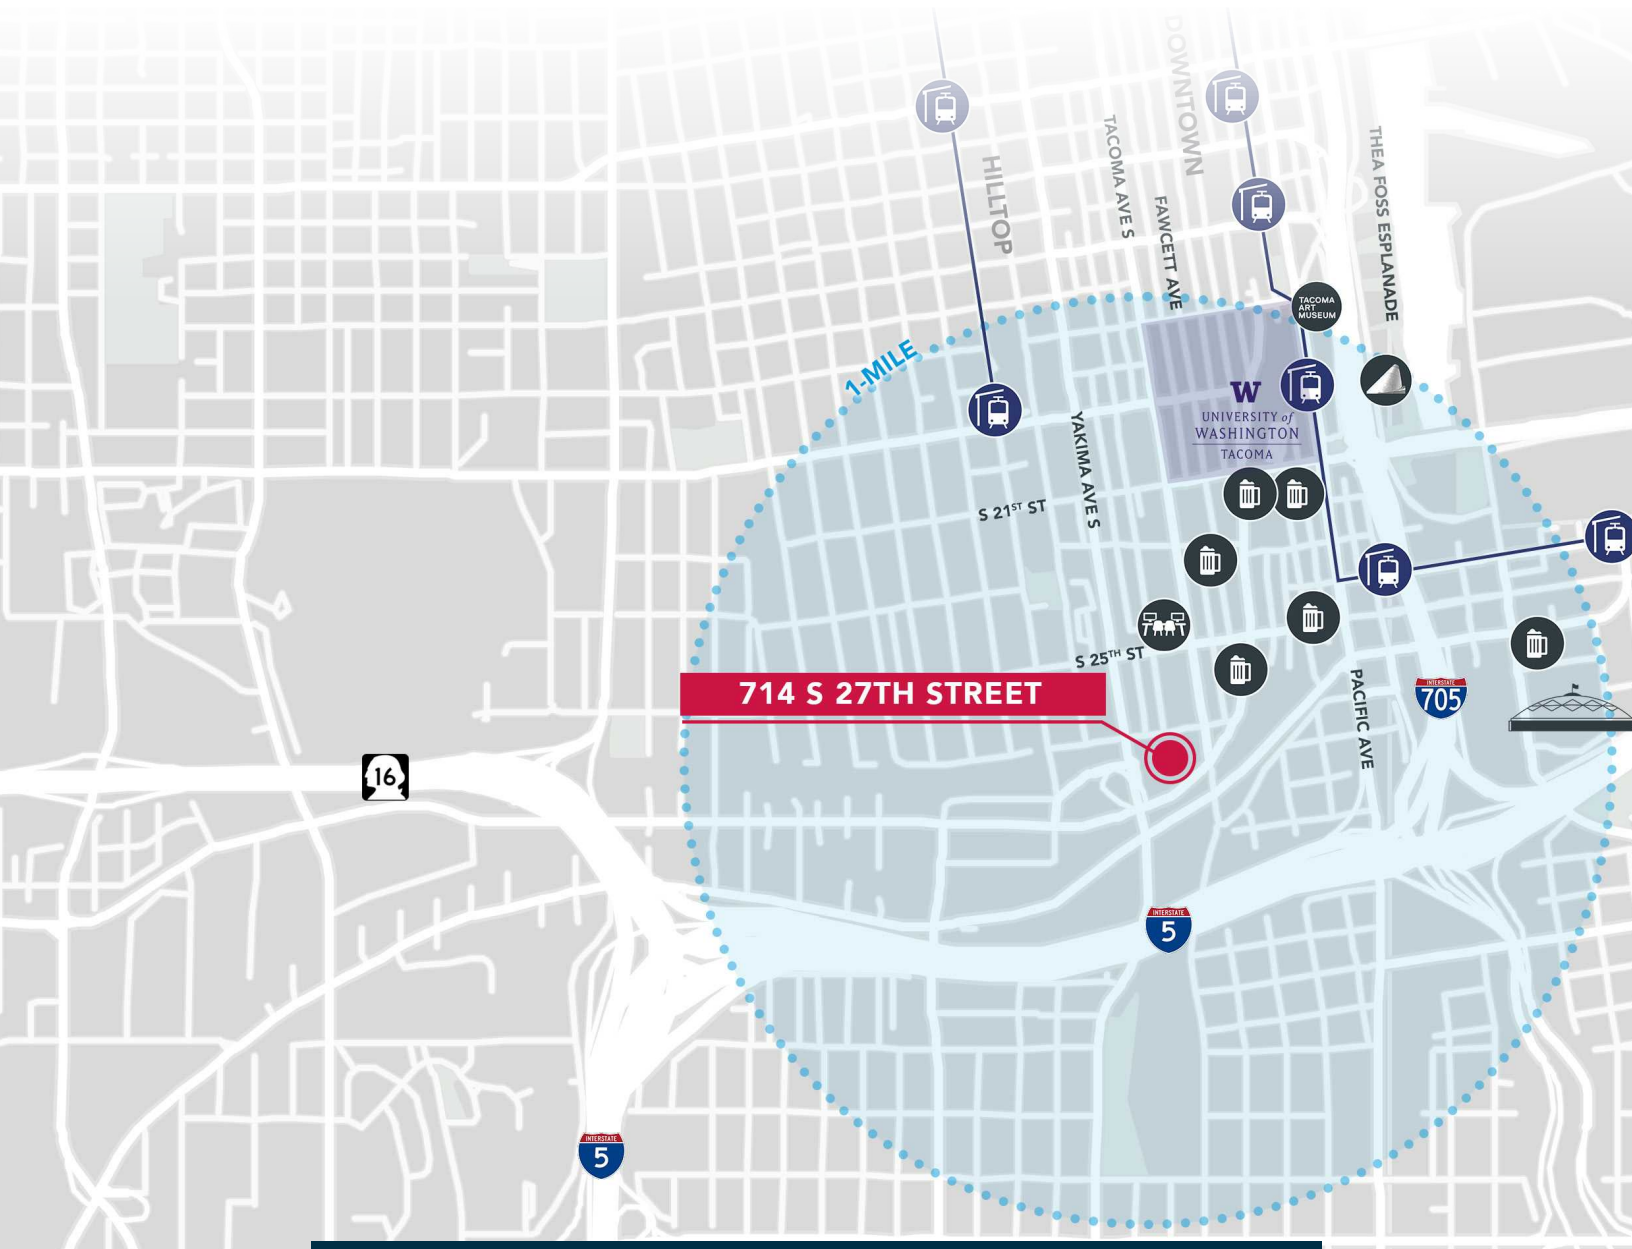 DOWNTOWN
TACOMA AVE S
THEA FOSS ESPLANADE
HILLTOP
FAWCETT AVE
TACOMA
ART
MUSEUM
1-MILE
W
UNIVERSITY of
WASHINGTON
TACOMA
YAKIMA AVE S
S 21ST ST
S 25TH ST
714 S 27TH STREET
PACIFIC AVE
INTERSTATE
705
16
INTERSTATE
5
INTERSTATE
5